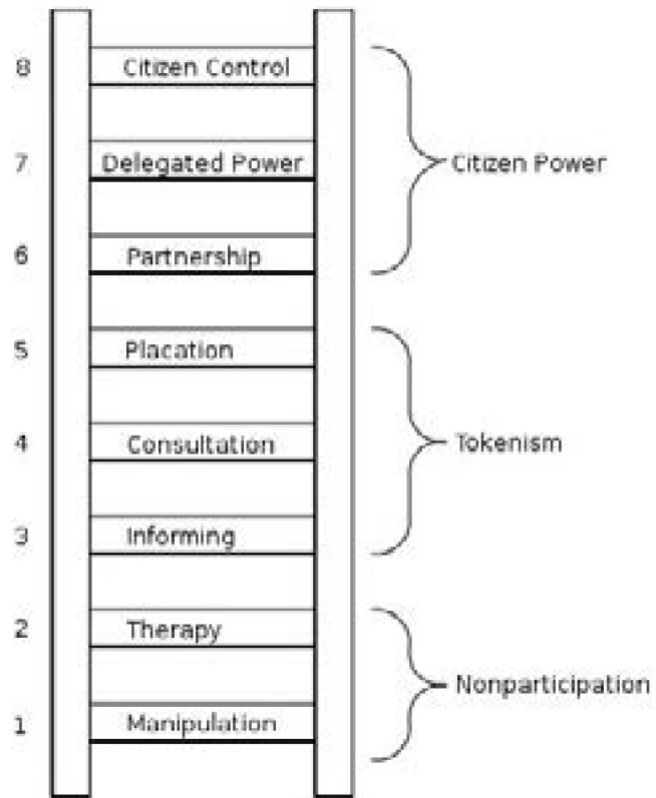 8 Citizen Control
7 Delegated Power
Citizen Power
6 Partnership
5 Placation
4 Consultation
Tokenism
3 Informing
2 Therapy
Nonparticipation
1 Manipulation